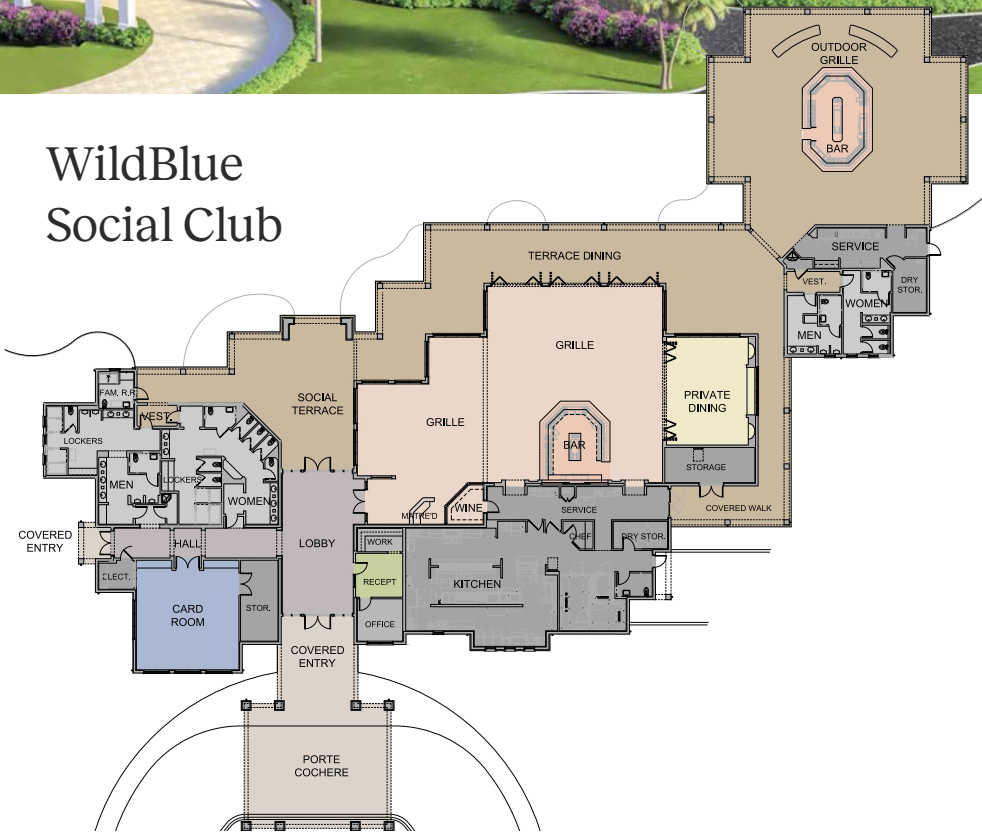 WildBlue
Social Club
OUTDOOR
GRILLE
BAR
SERVICE
DRY
STOR.
VEST.
WOMEN
MEN
TERRACE DINING
GRILLE
PRIVATE
DINING
BAR
STORAGE
COVERED WALK
SOCIAL
TERRACE
GRILLE
MAITRE'D
WINE
SERVICE
CHEF
DRY STOR.
KITCHEN
FAM. R.R.
VEST.
LOCKERS
MEN
LOCKERS
WOMEN
COVERED
ENTRY
HALL
LOBBY
WORK
RECEPT
OFFICE
ELECT.
CARD
ROOM
STOR.
COVERED
ENTRY
PORTE
COCHERE